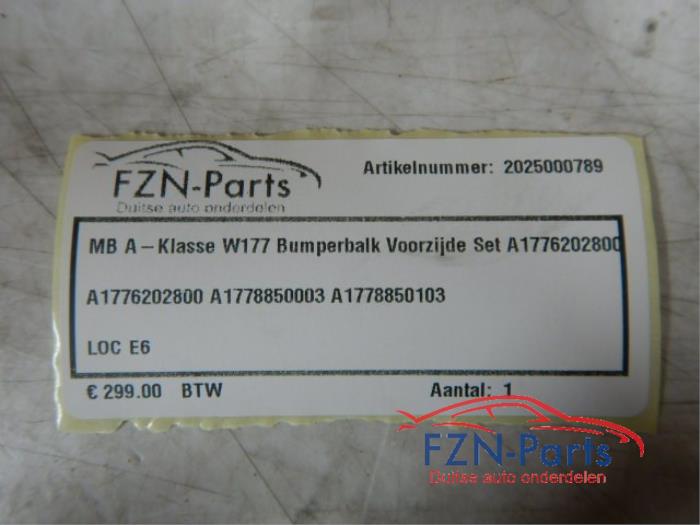 FZN-Parts
Duitse auto onderdelen
Artikelnummer: 2025000789
MB A-Klasse W177 Bumperbalk Voorzijde Set A1776202800
A1776202800 A1778850003 A1778850103
LOC E6
€ 299.00 BTW
Aantal: 1
FZN-Parts
Duitse auto onderdelen